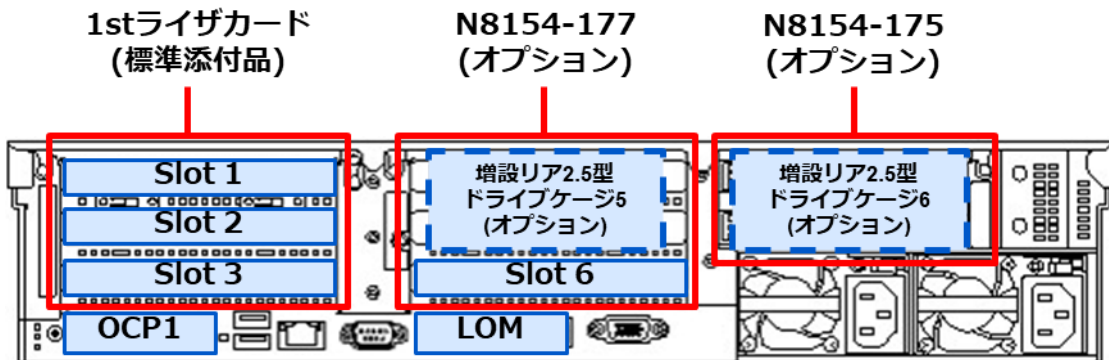 1stライザカード
(標準添付品)
N8154-177
(オプション)
N8154-175
(オプション)
Slot 1
Slot 2
Slot 3
OCP1
増設リア2.5型
ドライブケージ5
(オプション)
Slot 6
LOM
増設リア2.5型
ドライブケージ6
(オプション)